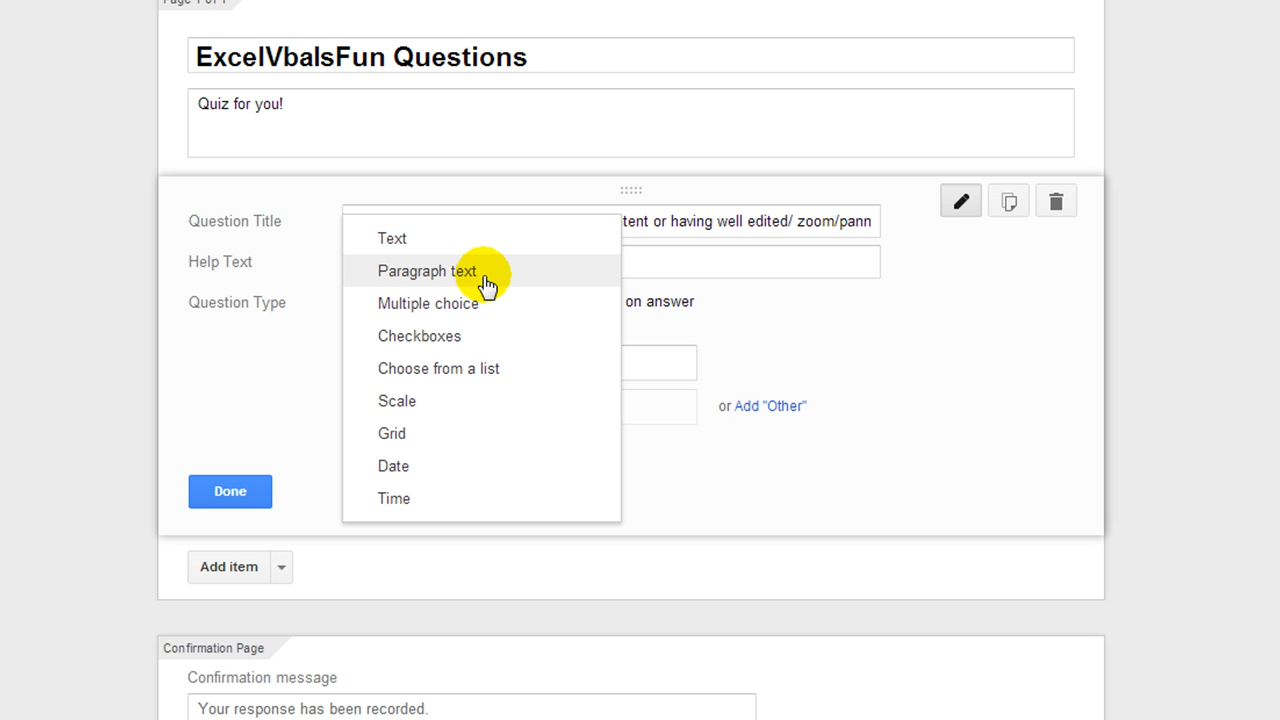 ExcelVbaIsFun Questions
Quiz for you!
Question Title
tent or having well edited/ zoom/pann
Help Text
Question Type
on answer
Text
Paragraph text
Multiple choice
Checkboxes
Choose from a list
Scale
Grid
Date
Time
or Add "Other"
Done
Add item
Confirmation Page
Confirmation message
Your response has been recorded.